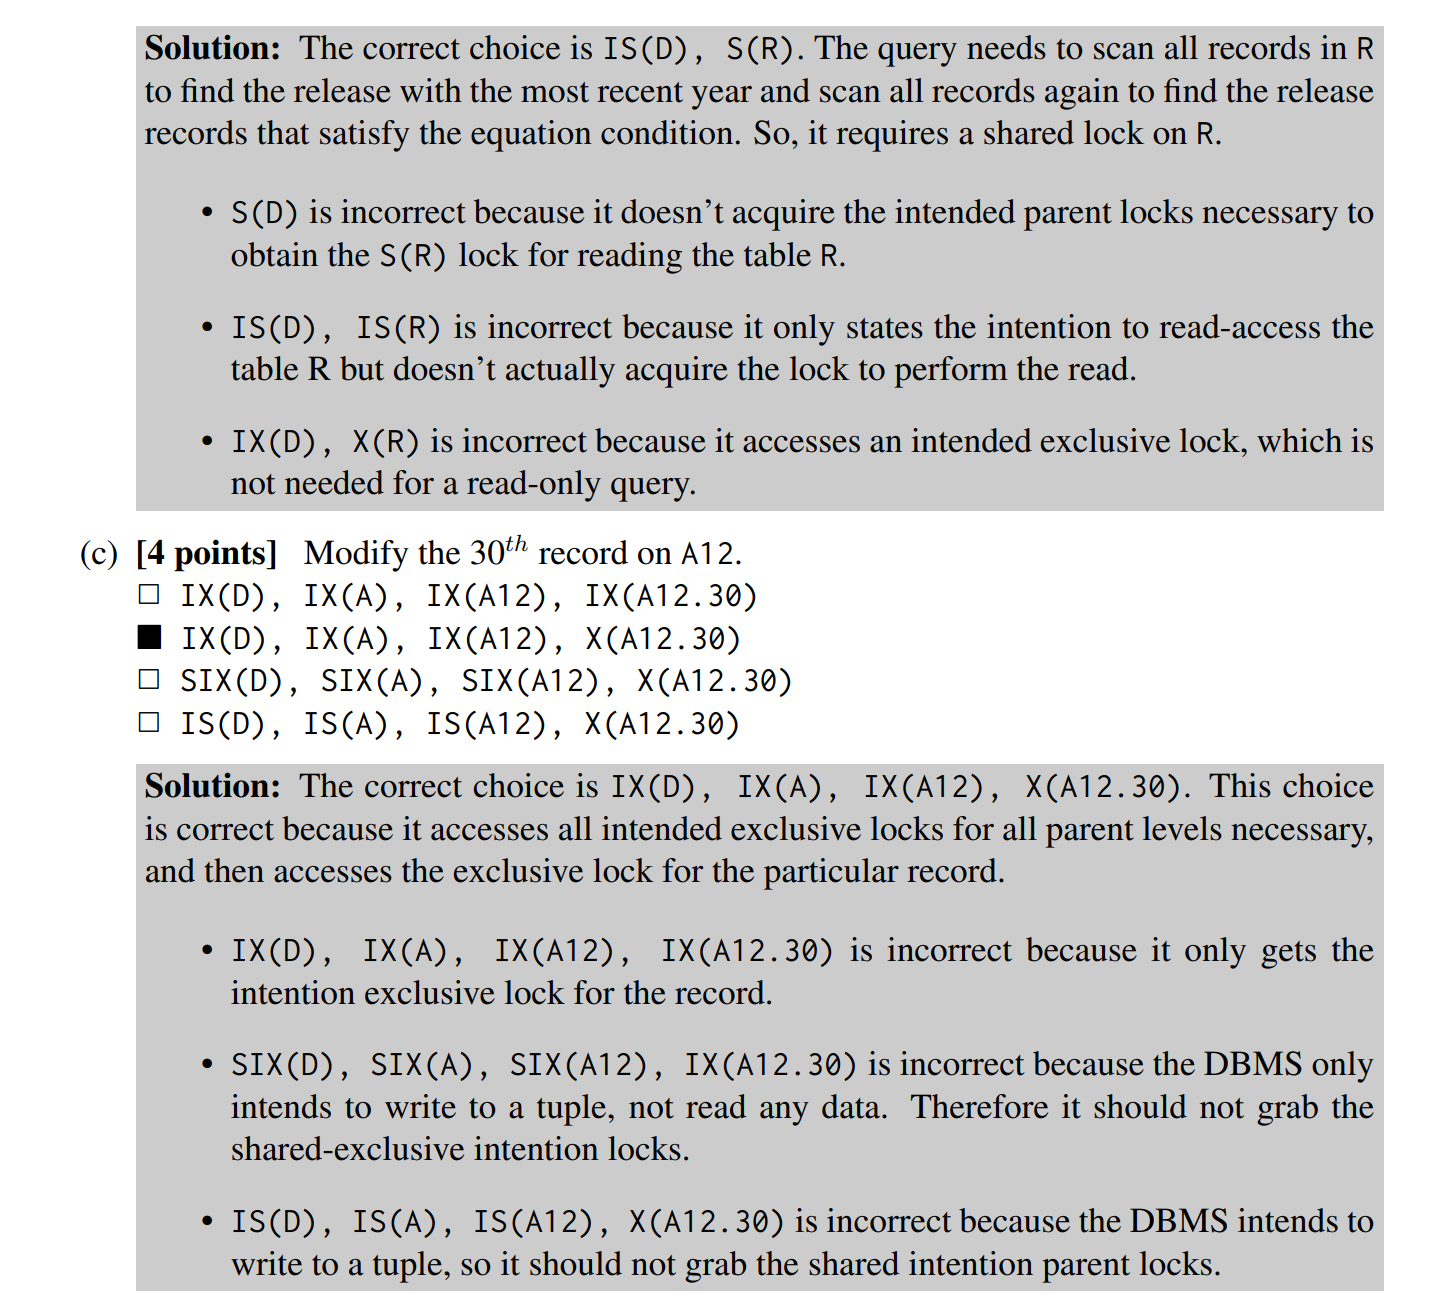 Solution: The correct choice is IS(D), S(R). The query needs to scan all records in R
to find the release with the most recent year and scan all records again to find the release
records that satisfy the equation condition. So, it requires a shared lock on R.
• S(D) is incorrect because it doesn't acquire the intended parent locks necessary to
obtain the S(R) lock for reading the table R.
• IS(D), IS(R) is incorrect because it only states the intention to read-access the
table R but doesn't actually acquire the lock to perform the read.
• IX(D), X(R) is incorrect because it accesses an intended exclusive lock, which is
not needed for a read-only query.
(c) [4 points] Modify the 30th record on A12.
□ IX(D), IX(A), IX(A12), IX(A12.30)
■ IX(D), IX(A), IX(A12), X(A12.30)
□ SIX(D), SIX(A), SIX(A12), X(A12.30)
□ IS(D), IS(A), IS(A12), X(A12.30)
Solution: The correct choice is IX(D), IX(A), IX(A12), X(A12.30). This choice
is correct because it accesses all intended exclusive locks for all parent levels necessary,
and then accesses the exclusive lock for the particular record.
• IX(D), IX(A), IX(A12), IX(A12.30) is incorrect because it only gets the
intention exclusive lock for the record.
• SIX(D), SIX(A), SIX(A12), IX(A12.30) is incorrect because the DBMS only
intends to write to a tuple, not read any data. Therefore it should not grab the
shared-exclusive intention locks.
• IS(D), IS(A), IS(A12), X(A12.30) is incorrect because the DBMS intends to
write to a tuple, so it should not grab the shared intention parent locks.